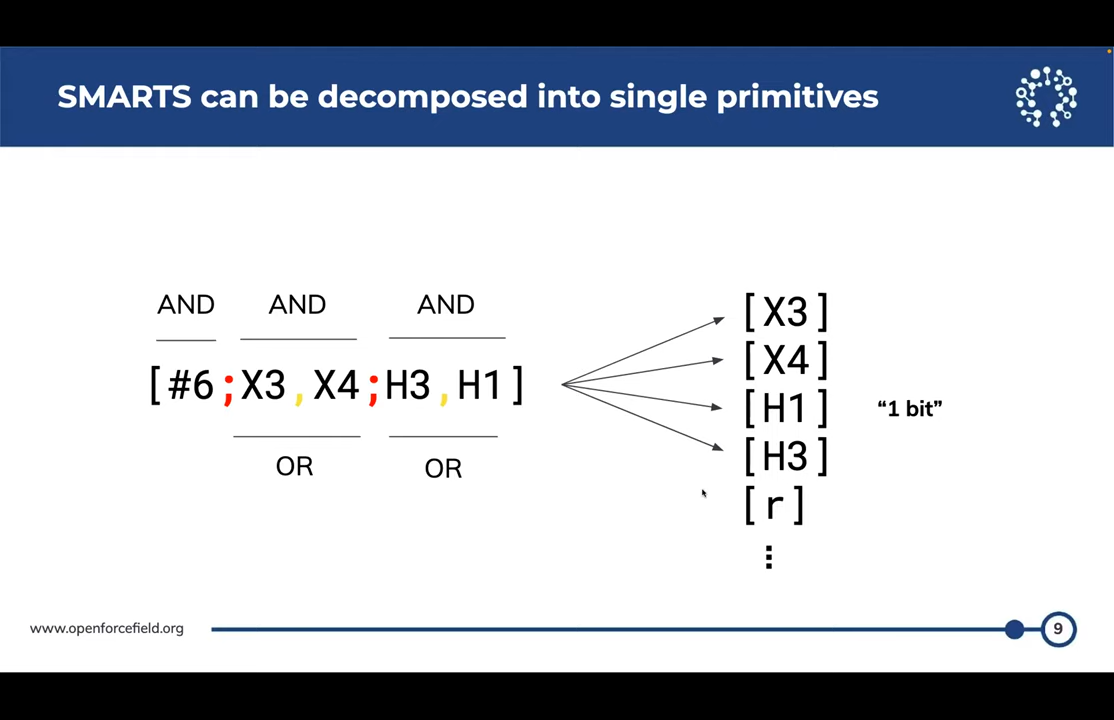 SMARTS can be decomposed into single primitives
AND AND AND
[#6;X3,X4;H3,H1]
OR OR
[X3]
[X4]
[H1] “1 bit”
[H3]
[r]
⋮
www.openforcefield.org
9